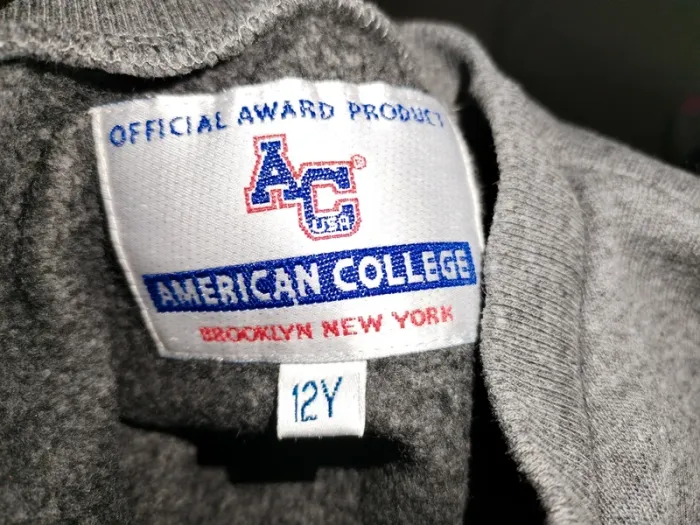 OFFICIAL AWARD PRODUCT
AC®
USA
AMERICAN COLLEGE
BROOKLYN NEW YORK
12Y